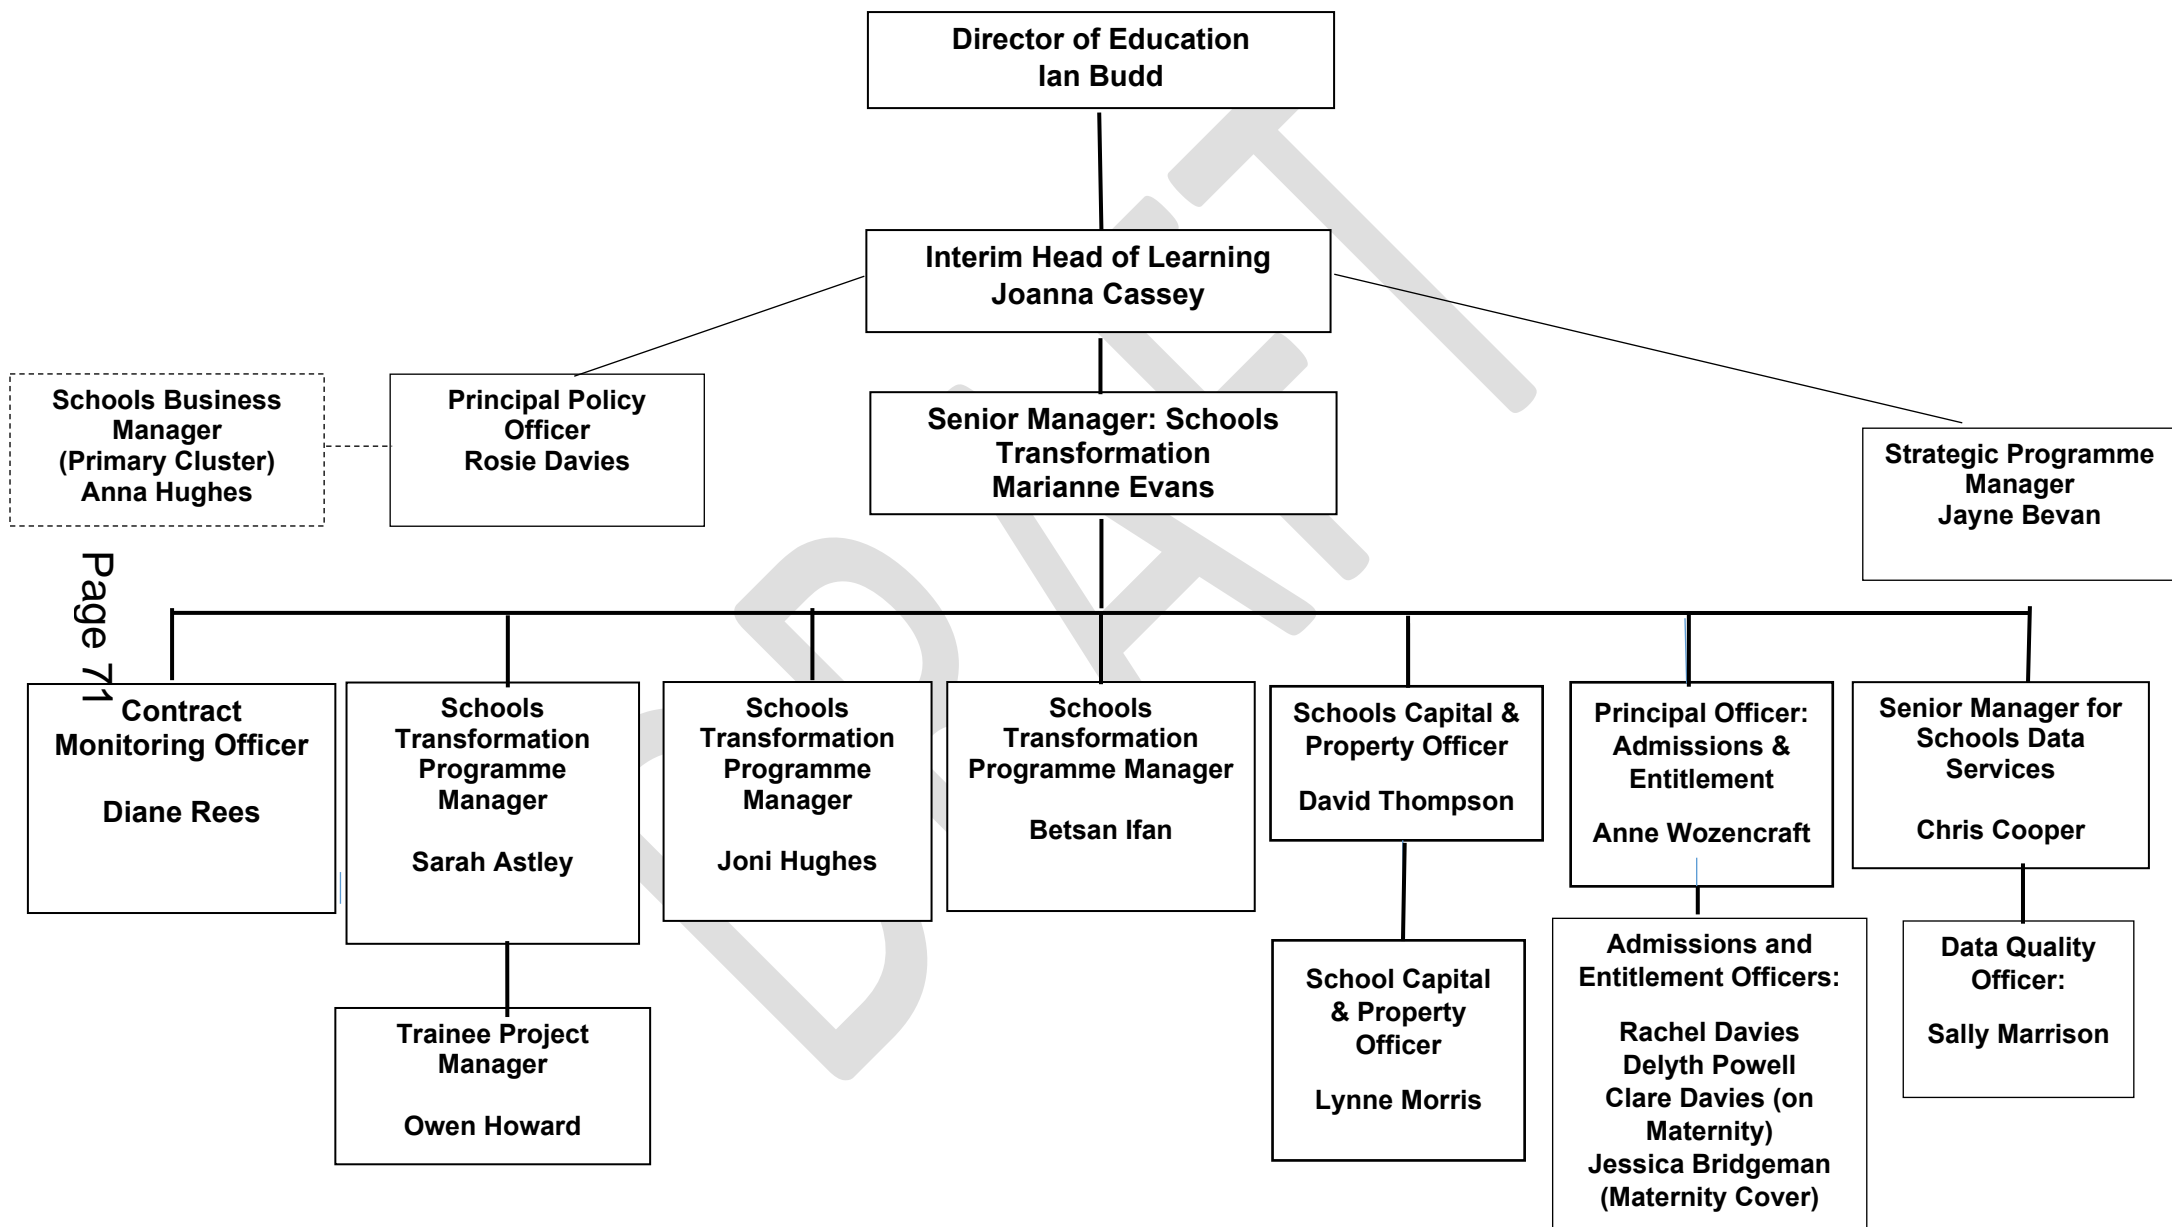 Director of Education
Ian Budd
Interim Head of Learning
Joanna Cassey
Schools Business
Manager
(Primary Cluster)
Anna Hughes
Principal Policy
Officer
Rosie Davies
Senior Manager: Schools
Transformation
Marianne Evans
Strategic Programme
Manager
Jayne Bevan
Page 71
Contract
Monitoring Officer
Diane Rees
Schools
Transformation
Programme
Manager
Sarah Astley
Schools
Transformation
Programme
Manager
Joni Hughes
Schools
Transformation
Programme Manager
Betsan Ifan
Schools Capital &
Property Officer
David Thompson
Principal Officer:
Admissions &
Entitlement
Anne Wozencraft
Senior Manager for
Schools Data
Services
Chris Cooper
Trainee Project
Manager
Owen Howard
School Capital
& Property
Officer
Lynne Morris
Admissions and
Entitlement Officers:
Rachel Davies
Delyth Powell
Clare Davies (on
Maternity)
Jessica Bridgeman
(Maternity Cover)
Data Quality
Officer:
Sally Marrison
DRAFT